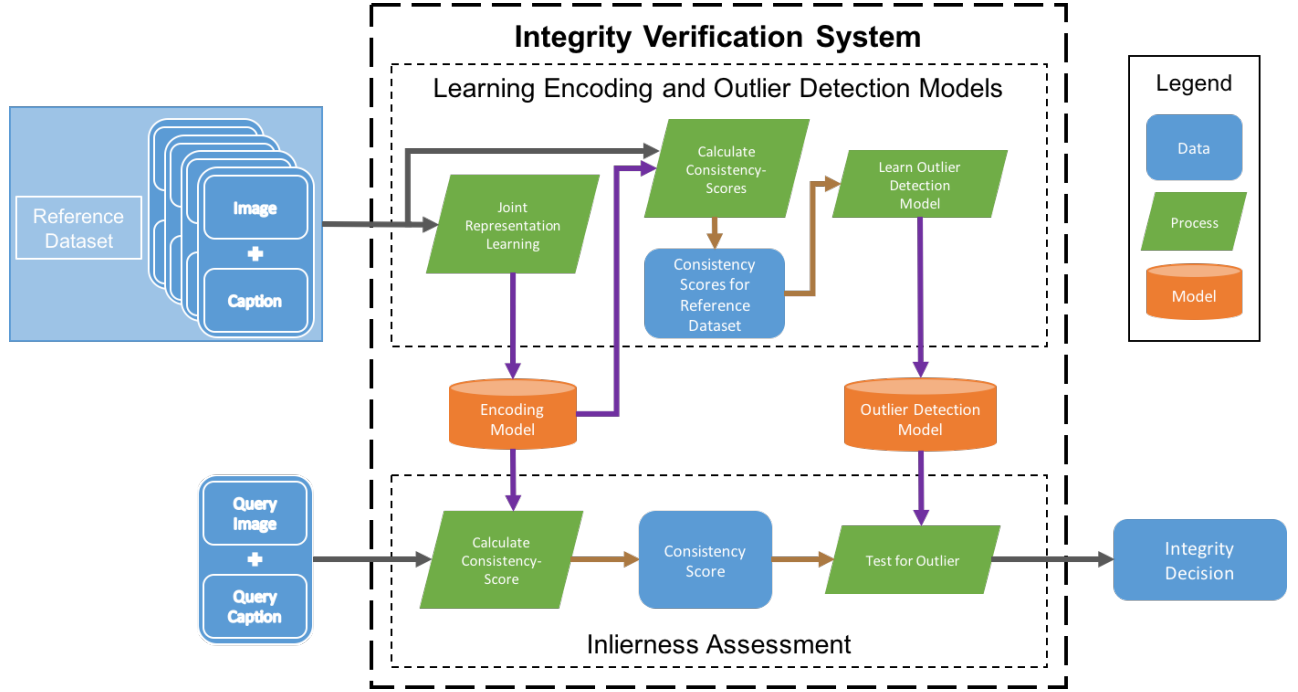 Integrity Verification System
Learning Encoding and Outlier Detection Models
Reference
Dataset
Image
+
Caption
Joint
Representation
Learning
Calculate
Consistency-
Scores
Consistency
Scores for
Reference
Dataset
Learn Outlier
Detection
Model
Encoding
Model
Outlier Detection
Model
Query
Image
+
Query
Caption
Calculate
Consistency-
Score
Consistency
Score
Test for Outlier
Inlierness Assessment
Integrity
Decision
Legend
Data
Process
Model